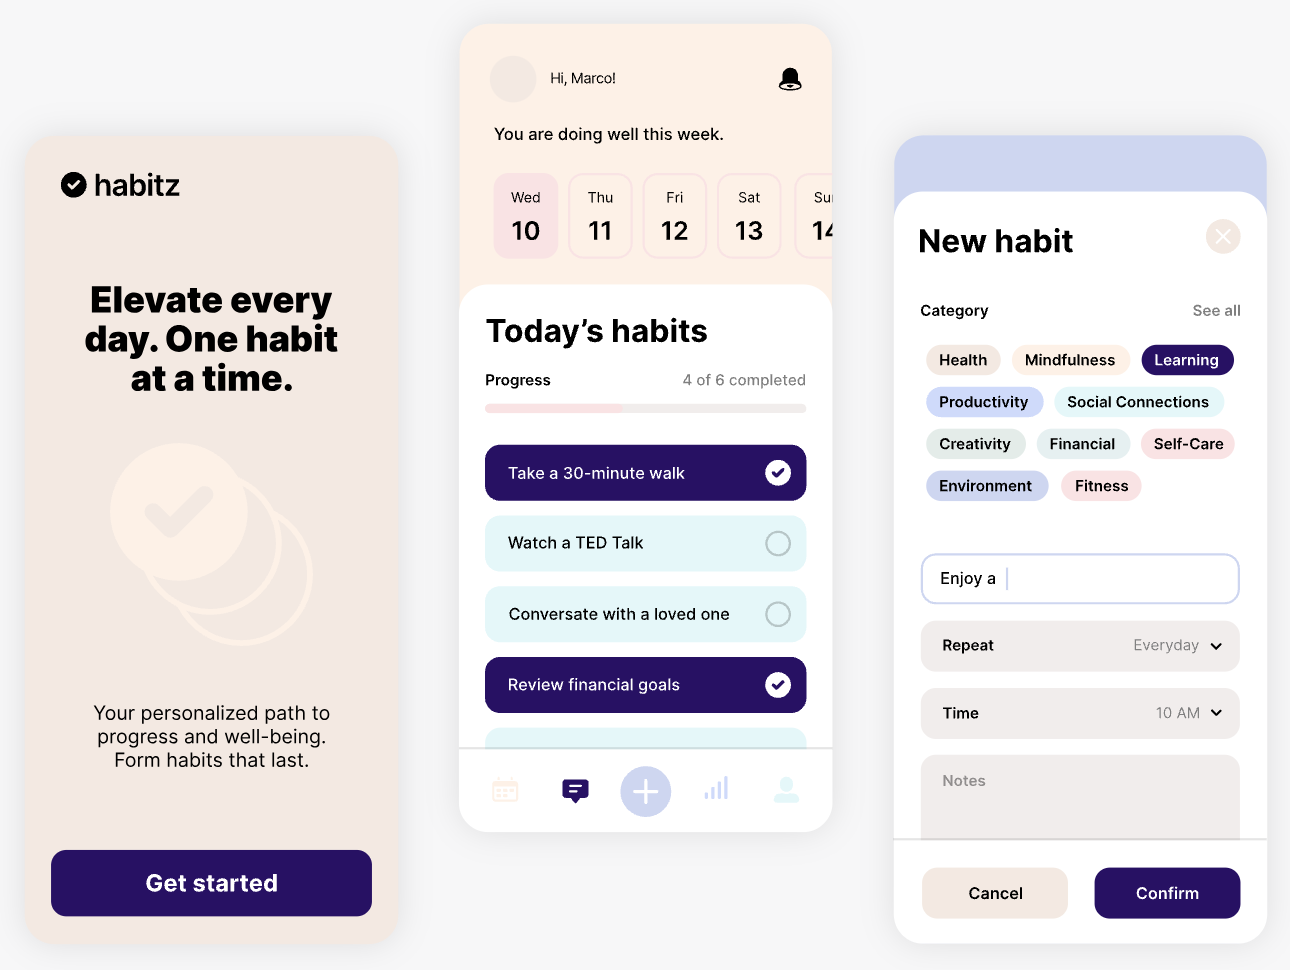 habitz
Elevate every
day. One habit
at a time.
Your personalized path to
progress and well-being.
Form habits that last.
Get started
Hi, Marco!
You are doing well this week.
Wed Thu Fri Sat Sun
10 11 12 13 14
Today’s habits
Progress 4 of 6 completed
Take a 30-minute walk
Watch a TED Talk
Conversate with a loved one
Review financial goals
New habit
Category See all
Health Mindfulness Learning
Productivity Social Connections
Creativity Financial Self-Care
Environment Fitness
Enjoy a
Repeat Everyday
Time 10 AM
Notes
Cancel Confirm